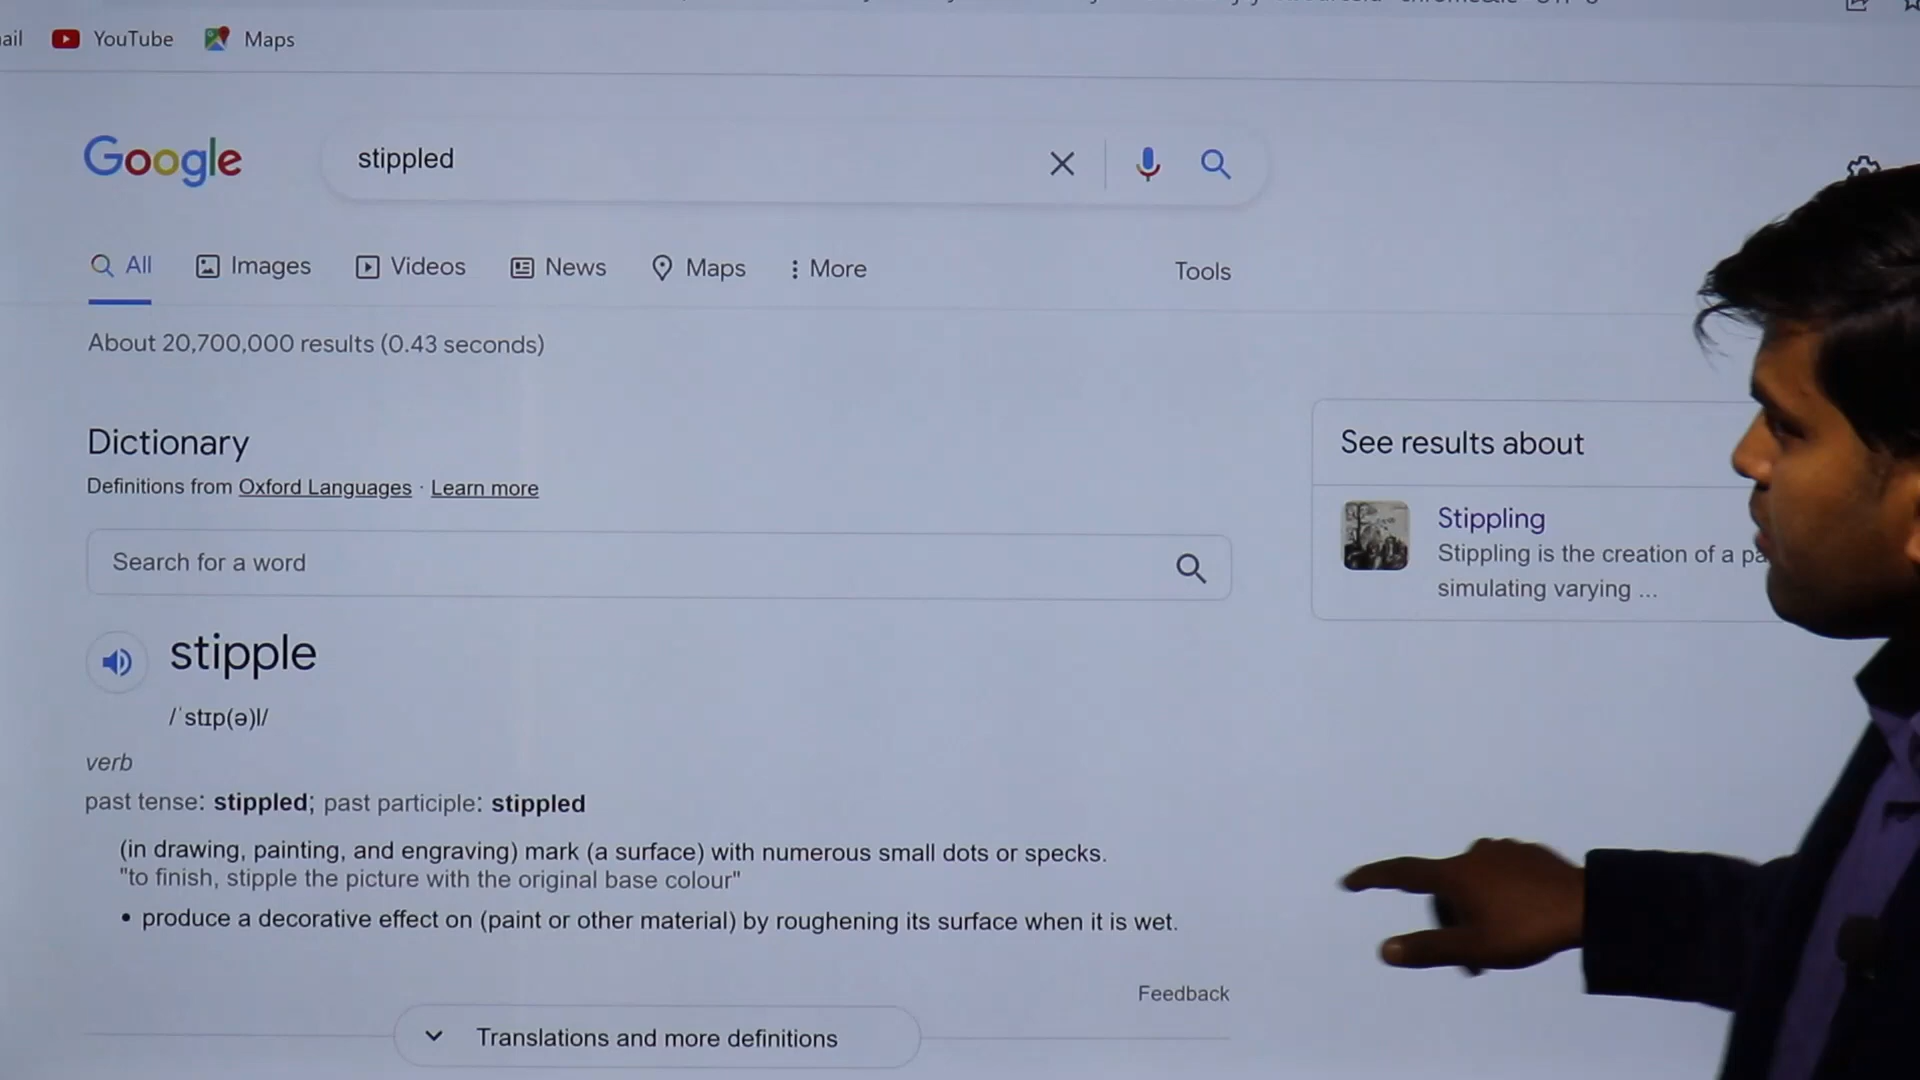 ail YouTube Maps
Google stippled
All Images Videos News Maps More Tools
About 20,700,000 results (0.43 seconds)
Dictionary
Definitions from Oxford Languages · Learn more
Search for a word
stipple
/ˈstɪp(ə)l/
verb
past tense: stippled; past participle: stippled
(in drawing, painting, and engraving) mark (a surface) with numerous small dots or specks.
"to finish, stipple the picture with the original base colour"
• produce a decorative effect on (paint or other material) by roughening its surface when it is wet.
Feedback
Translations and more definitions
See results about
Stippling
Stippling is the creation of a pa
simulating varying ...